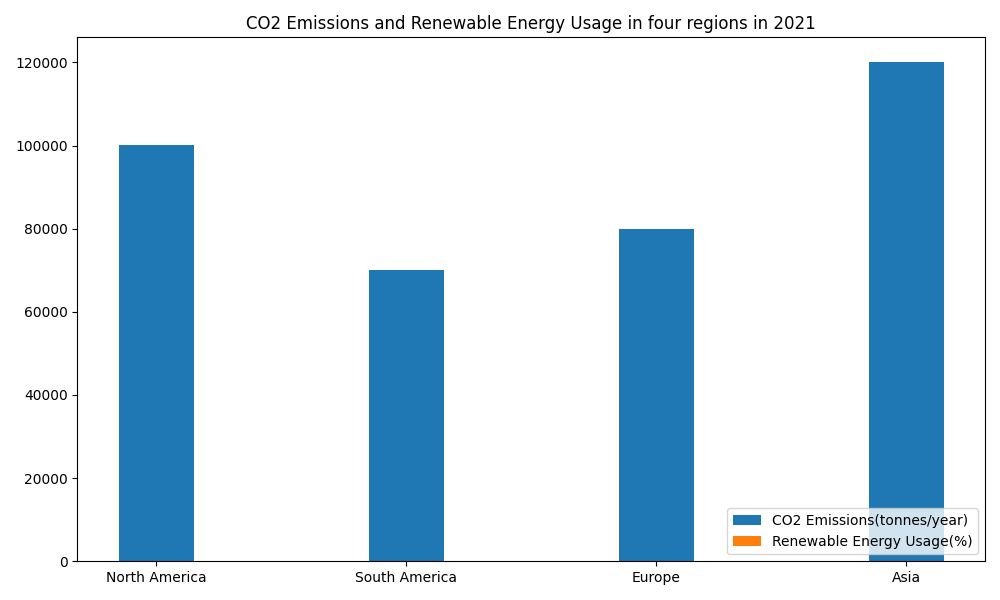 CO2 Emissions and Renewable Energy Usage in four regions in 2021
120000
100000
80000
60000
40000
20000
0
CO2 Emissions(tonnes/year)
Renewable Energy Usage(%)
North America
South America
Europe
Asia